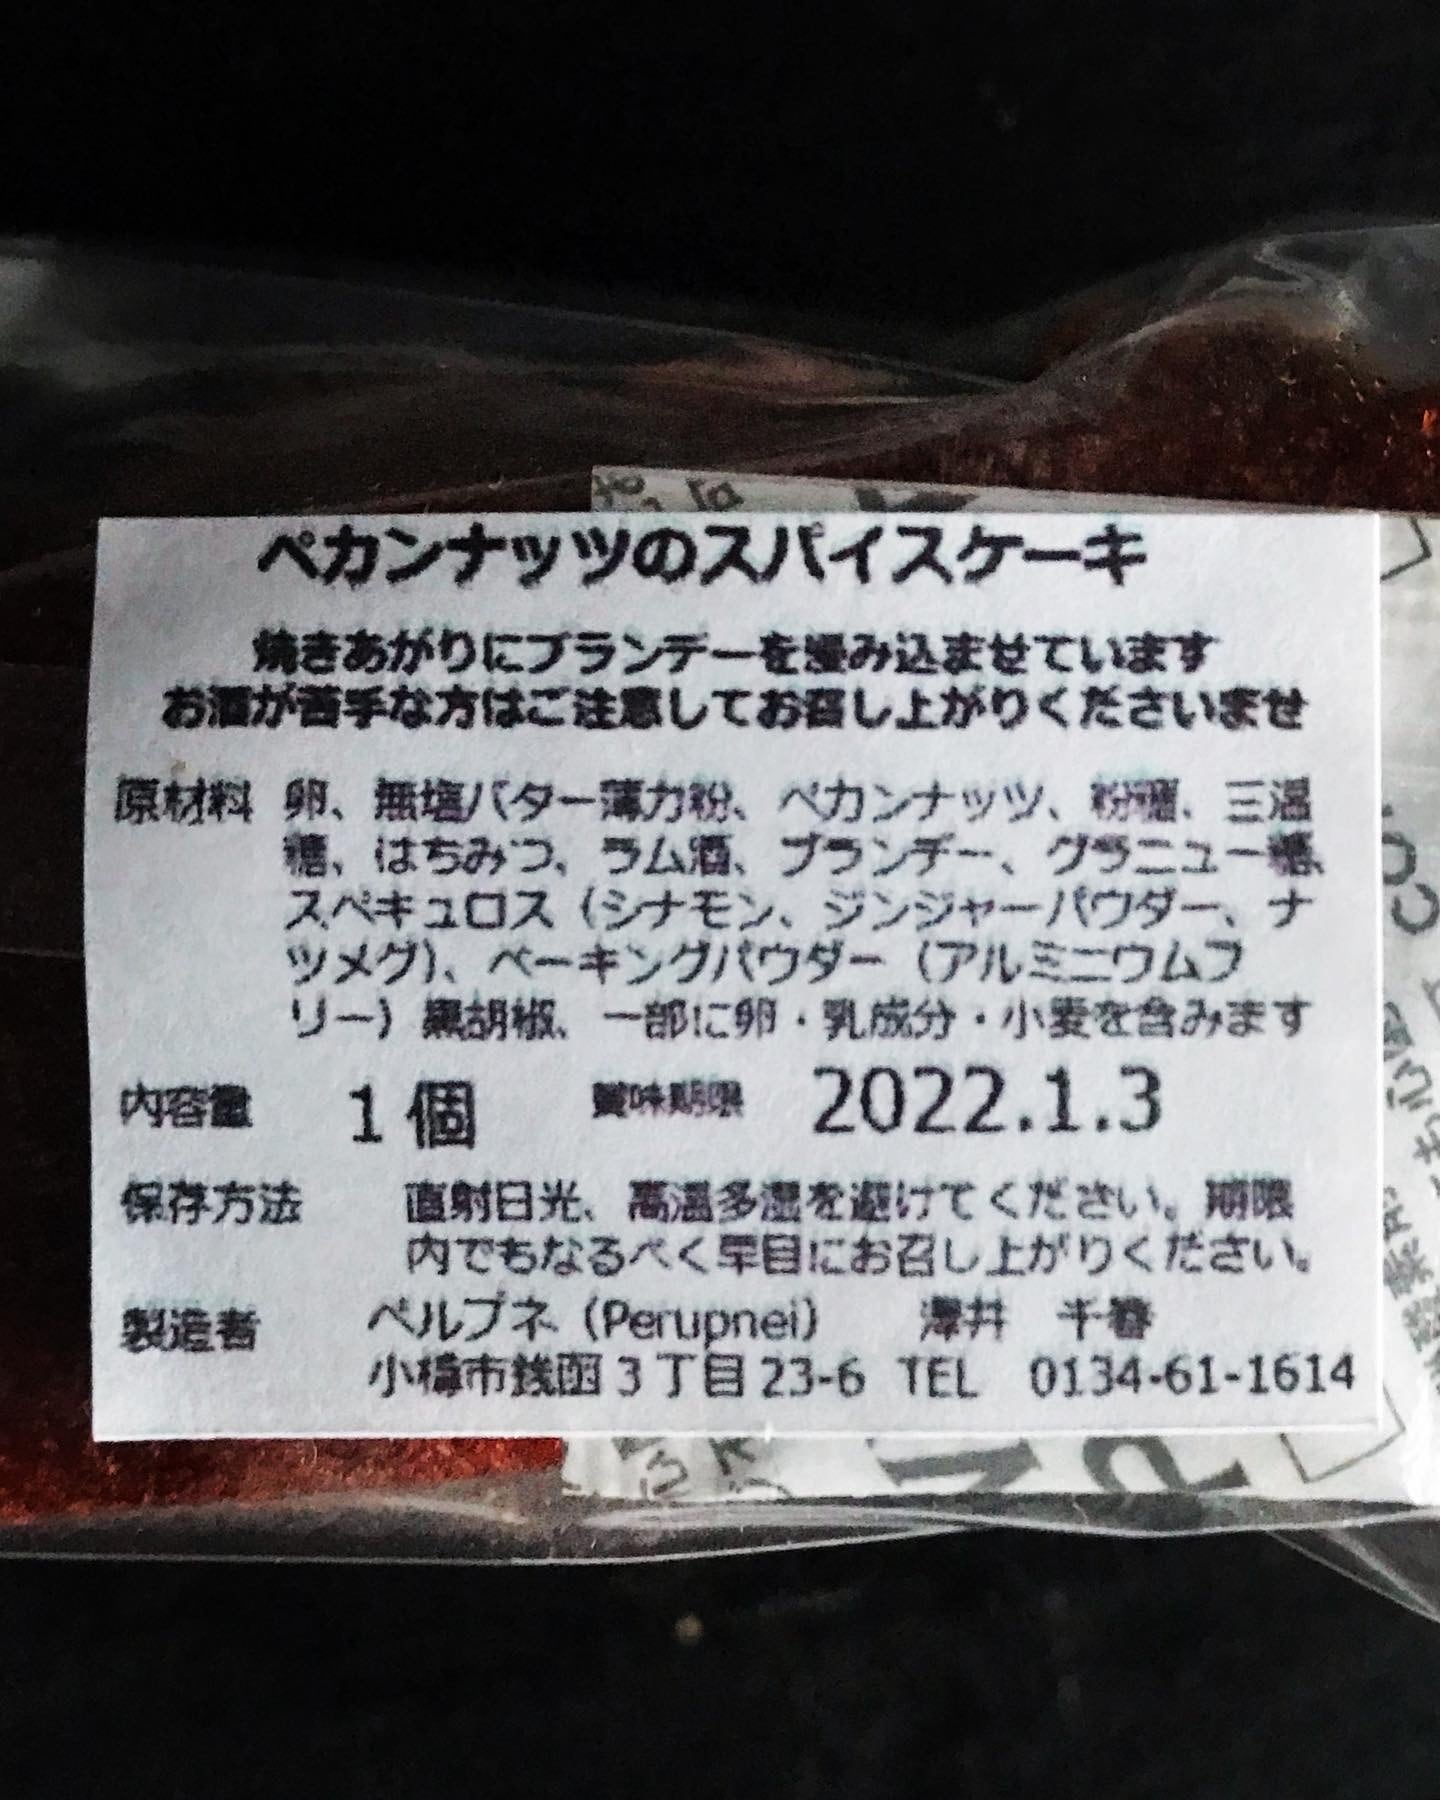 ペカンナッツのスパイスケーキ
焼きあがりにブランデーを浸み込ませています
お酒が苦手な方はご注意してお召し上がりくださいませ
原材料 卵、無塩バター薄力粉、ペカンナッツ、粉糖、三温
糖、はちみつ、ラム酒、ブランデー、グラニュー糖、
スペキュロス（シナモン、ジンジャーパウダー、ナ
ツメグ）、ベーキングパウダー（アルミニウムフ
リー）黒胡椒、一部に卵・乳成分・小麦を含みます
内容量 1個 賞味期限 2022.1.3
保存方法 直射日光、高温多湿を避けてください。期限
内でもなるべく早目にお召し上がりください。
製造者 ペルプネ（Perupnei） 澤井 千春
小樽市銭函3丁目23-6 TEL 0134-61-1614